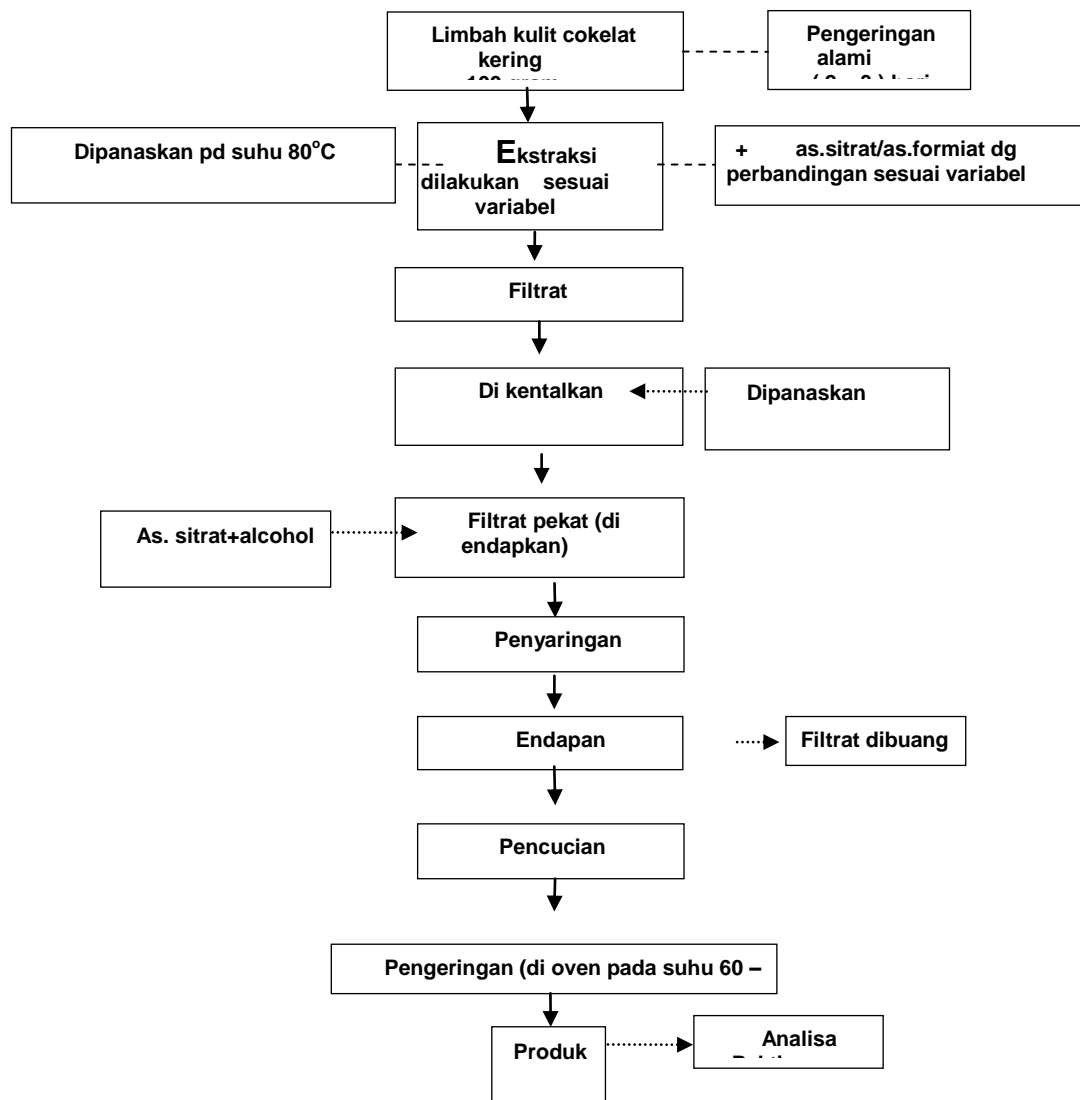 Limbah kulit cokelat
kering
Pengeringan
alami
Dipanaskan pd suhu 80°C
Ekstraksi
dilakukan sesuai
variabel
+ as.sitrat/as.formiat dg
perbandingan sesuai variabel
Filtrat
Di kentalkan
Dipanaskan
As. sitrat+alcohol
Filtrat pekat (di
endapkan)
Penyaringan
Endapan
Filtrat dibuang
Pencucian
Pengeringan (di oven pada suhu 60 –
Produk
Analisa